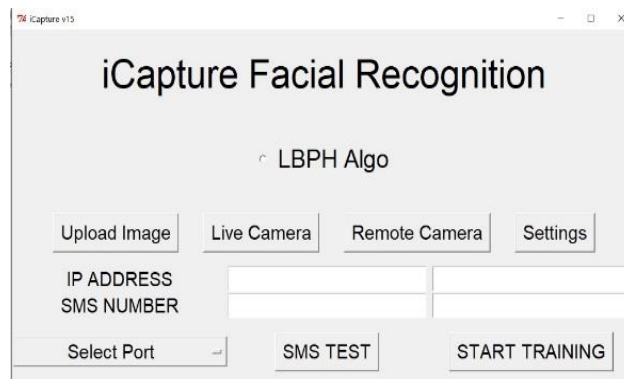 iCapture v15
iCapture Facial Recognition
LBPH Algo
Upload Image Live Camera Remote Camera Settings
IP ADDRESS
SMS NUMBER
Select Port SMS TEST START TRAINING